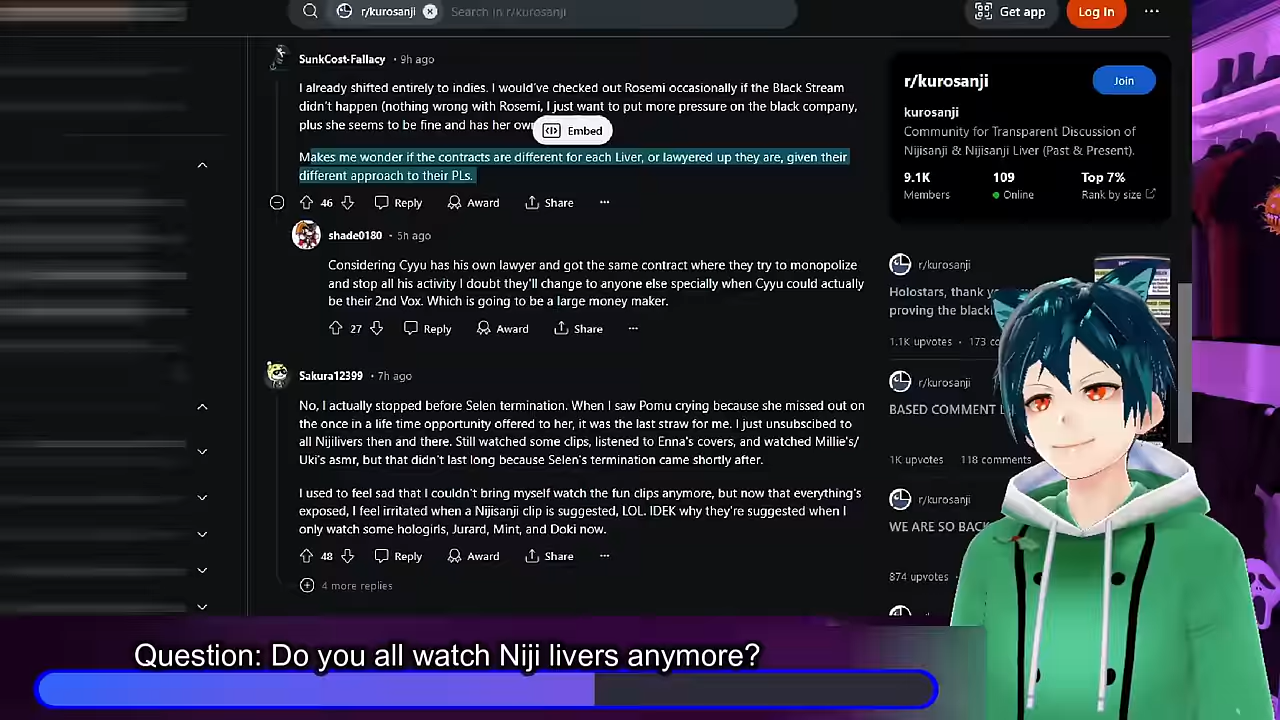 r/kurosanji
Search in r/kurosanji
Get app
Log In
SunkCost-Fallacy • 9h ago
I already shifted entirely to indies. I would've checked out Rosemi occasionally if the Black Stream
didn't happen (nothing wrong with Rosemi, I just want to put more pressure on the black company,
plus she seems to be fine and has her own
Embed
Makes me wonder if the contracts are different for each Liver, or lawyered up they are, given their
different approach to their PLs.
46 Reply Award Share
shade0180 • 5h ago
Considering Cyyu has his own lawyer and got the same contract where they try to monopolize
and stop all his activity I doubt they'll change to anyone else specially when Cyyu could actually
be their 2nd Vox. Which is going to be a large money maker.
27 Reply Award Share
Sakura12399 • 7h ago
No, I actually stopped before Selen termination. When I saw Pomu crying because she missed out on
the once in a life time opportunity offered to her, it was the last straw for me. I just unsubscibed to
all Nijilivers then and there. Still watched some clips, listened to Enna's covers, and watched Millie's/
Uki's asmr, but that didn't last long because Selen's termination came shortly after.
I used to feel sad that I couldn't bring myself watch the fun clips anymore, but now that everything's
exposed, I feel irritated when a Nijisanji clip is suggested, LOL. IDEK why they're suggested when I
only watch some hologirls, Jurard, Mint, and Doki now.
48 Reply Award Share
4 more replies
r/kurosanji
Join
kurosanji
Community for Transparent Discussion of
Nijisanji & Nijisanji Liver (Past & Present).
9.1K 109 Top 7%
Members Online Rank by size
r/kurosanji
Holostars, thank
proving the
1.1K upvotes • 173
r/kurosanji
BASED COMMENT
1K upvotes 118 comments
r/kurosanji
WE ARE SO BACK
874 upvotes
Question: Do you all watch Niji livers anymore?